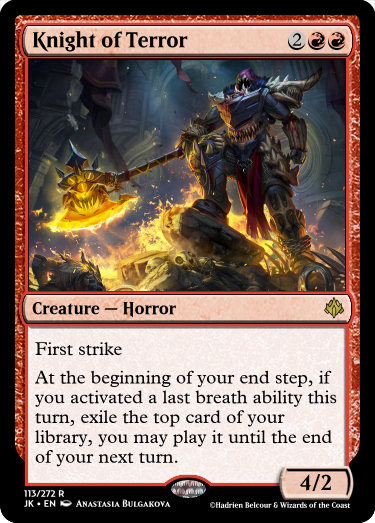 Knight of Terror 2
Creature — Horror
First strike
At the beginning of your end step, if
you activated a last breath ability this
turn, exile the top card of your
library, you may play it until the end
of your next turn.
4/2
113/272 R
JK • EN Anastasia Bulgakova
©Hadrien Belcour & Wizards of the Coast